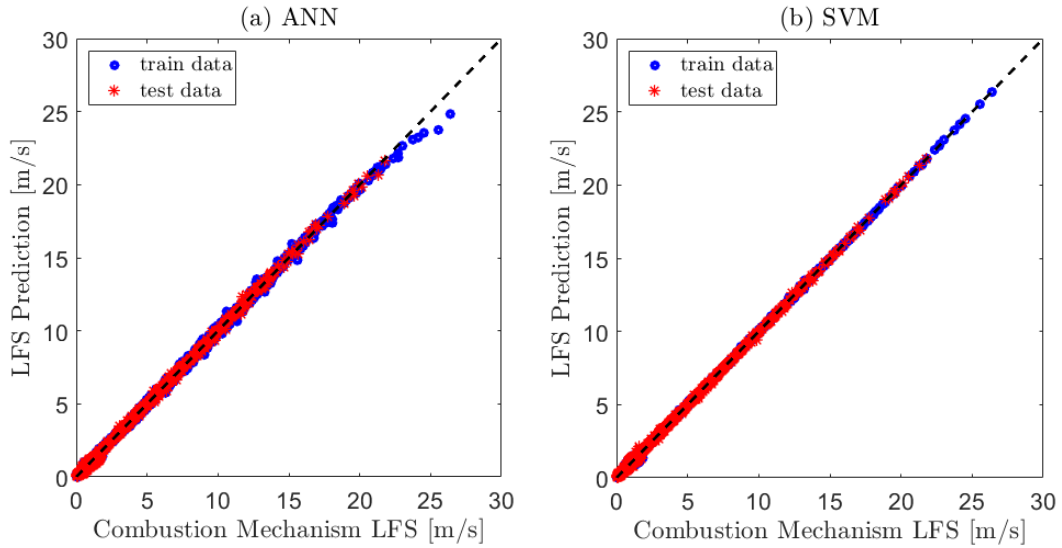 (a) ANN
30
25
20
15
10
5
0
LFS Prediction [m/s]
train data
test data
0 5 10 15 20 25 30
Combustion Mechanism LFS [m/s]
(b) SVM
30
25
20
15
10
5
0
LFS Prediction [m/s]
train data
test data
0 5 10 15 20 25 30
Combustion Mechanism LFS [m/s]